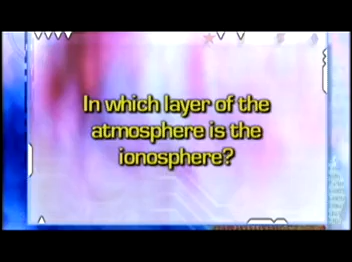 In which layer of the
atmosphere is the
ionosphere?